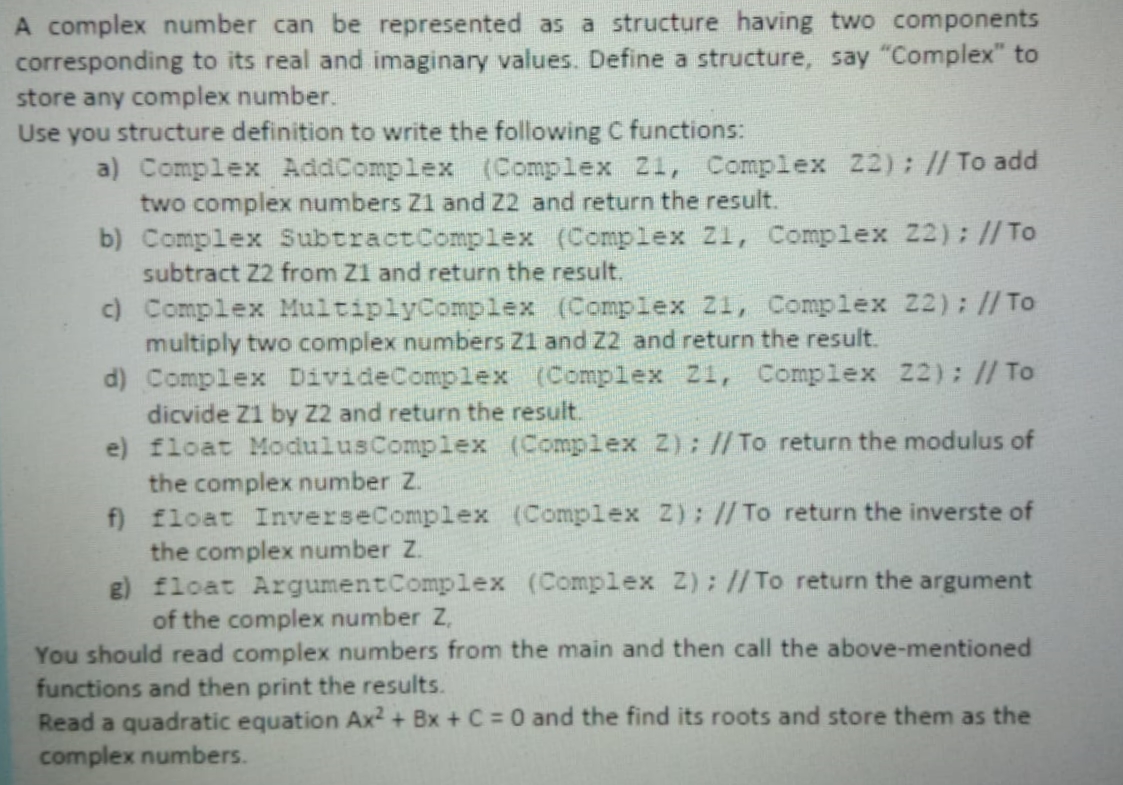 A complex number can be represented as a structure having two components
corresponding to its real and imaginary values. Define a structure, say “Complex” to
store any complex number.
Use you structure definition to write the following C functions:
a) Complex AddComplex (Complex Z1, Complex Z2); // To add
two complex numbers Z1 and Z2 and return the result.
b) Complex SubtractComplex (Complex Z1, Complex Z2); // To
subtract Z2 from Z1 and return the result.
c) Complex MultiplyComplex (Complex Z1, Complex Z2); // To
multiply two complex numbers Z1 and Z2 and return the result.
d) Complex DivideComplex (Complex Z1, Complex Z2); // To
dicvide Z1 by Z2 and return the result.
e) float ModulusComplex (Complex Z); // To return the modulus of
the complex number Z.
f) float InverseComplex (Complex Z); // To return the inverste of
the complex number Z.
g) float ArgumentComplex (Complex Z); // To return the argument
of the complex number Z,
You should read complex numbers from the main and then call the above-mentioned
functions and then print the results.
Read a quadratic equation Ax² + Bx + C = 0 and the find its roots and store them as the
complex numbers.